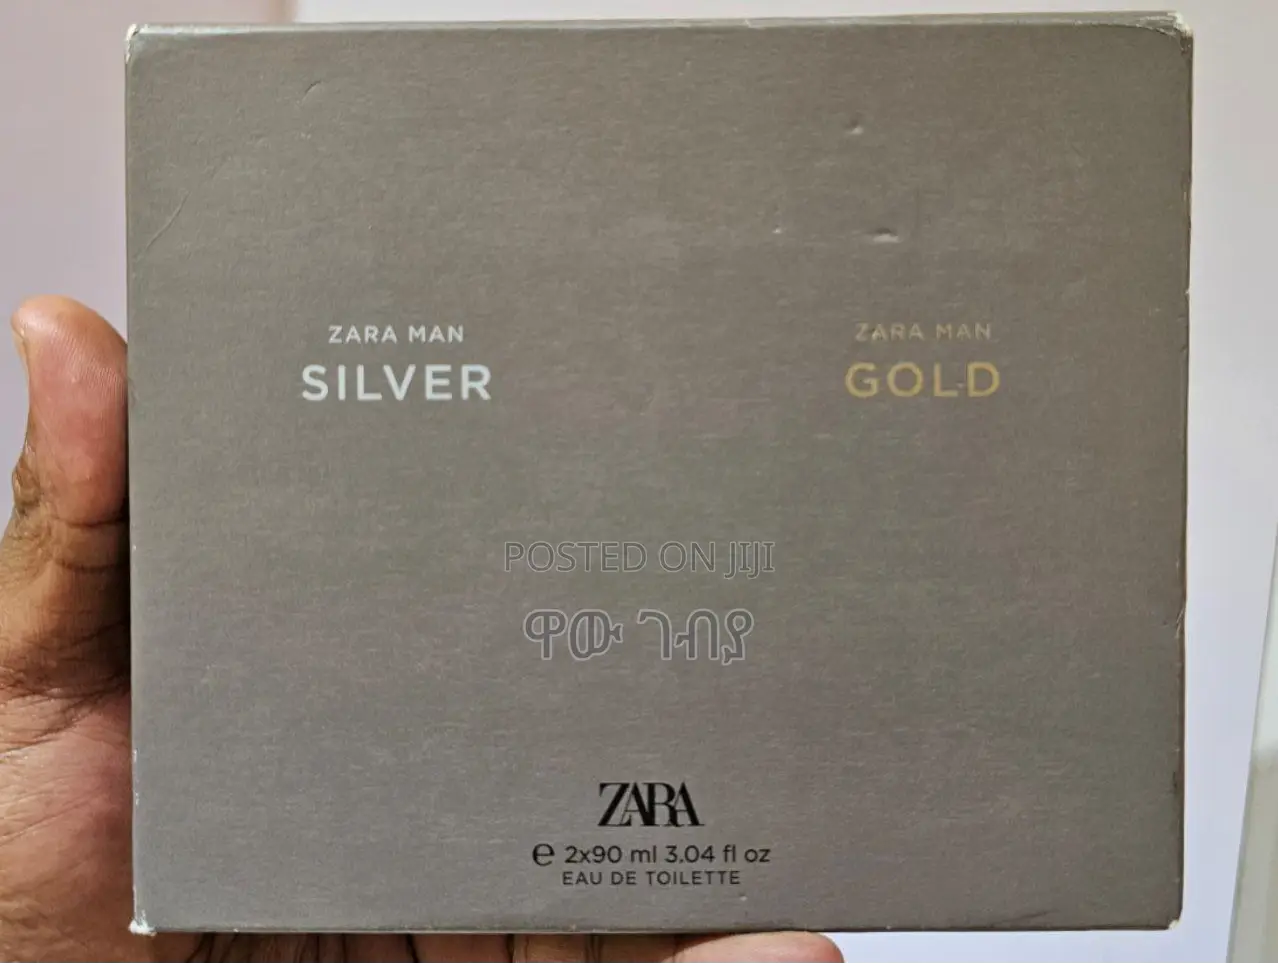 ZARA MAN
SILVER
ZARA MAN
GOLD
POSTED ON JIJI
ዋው ገብያ
ZARA
e 2x90 ml 3.04 fl oz
EAU DE TOILETTE